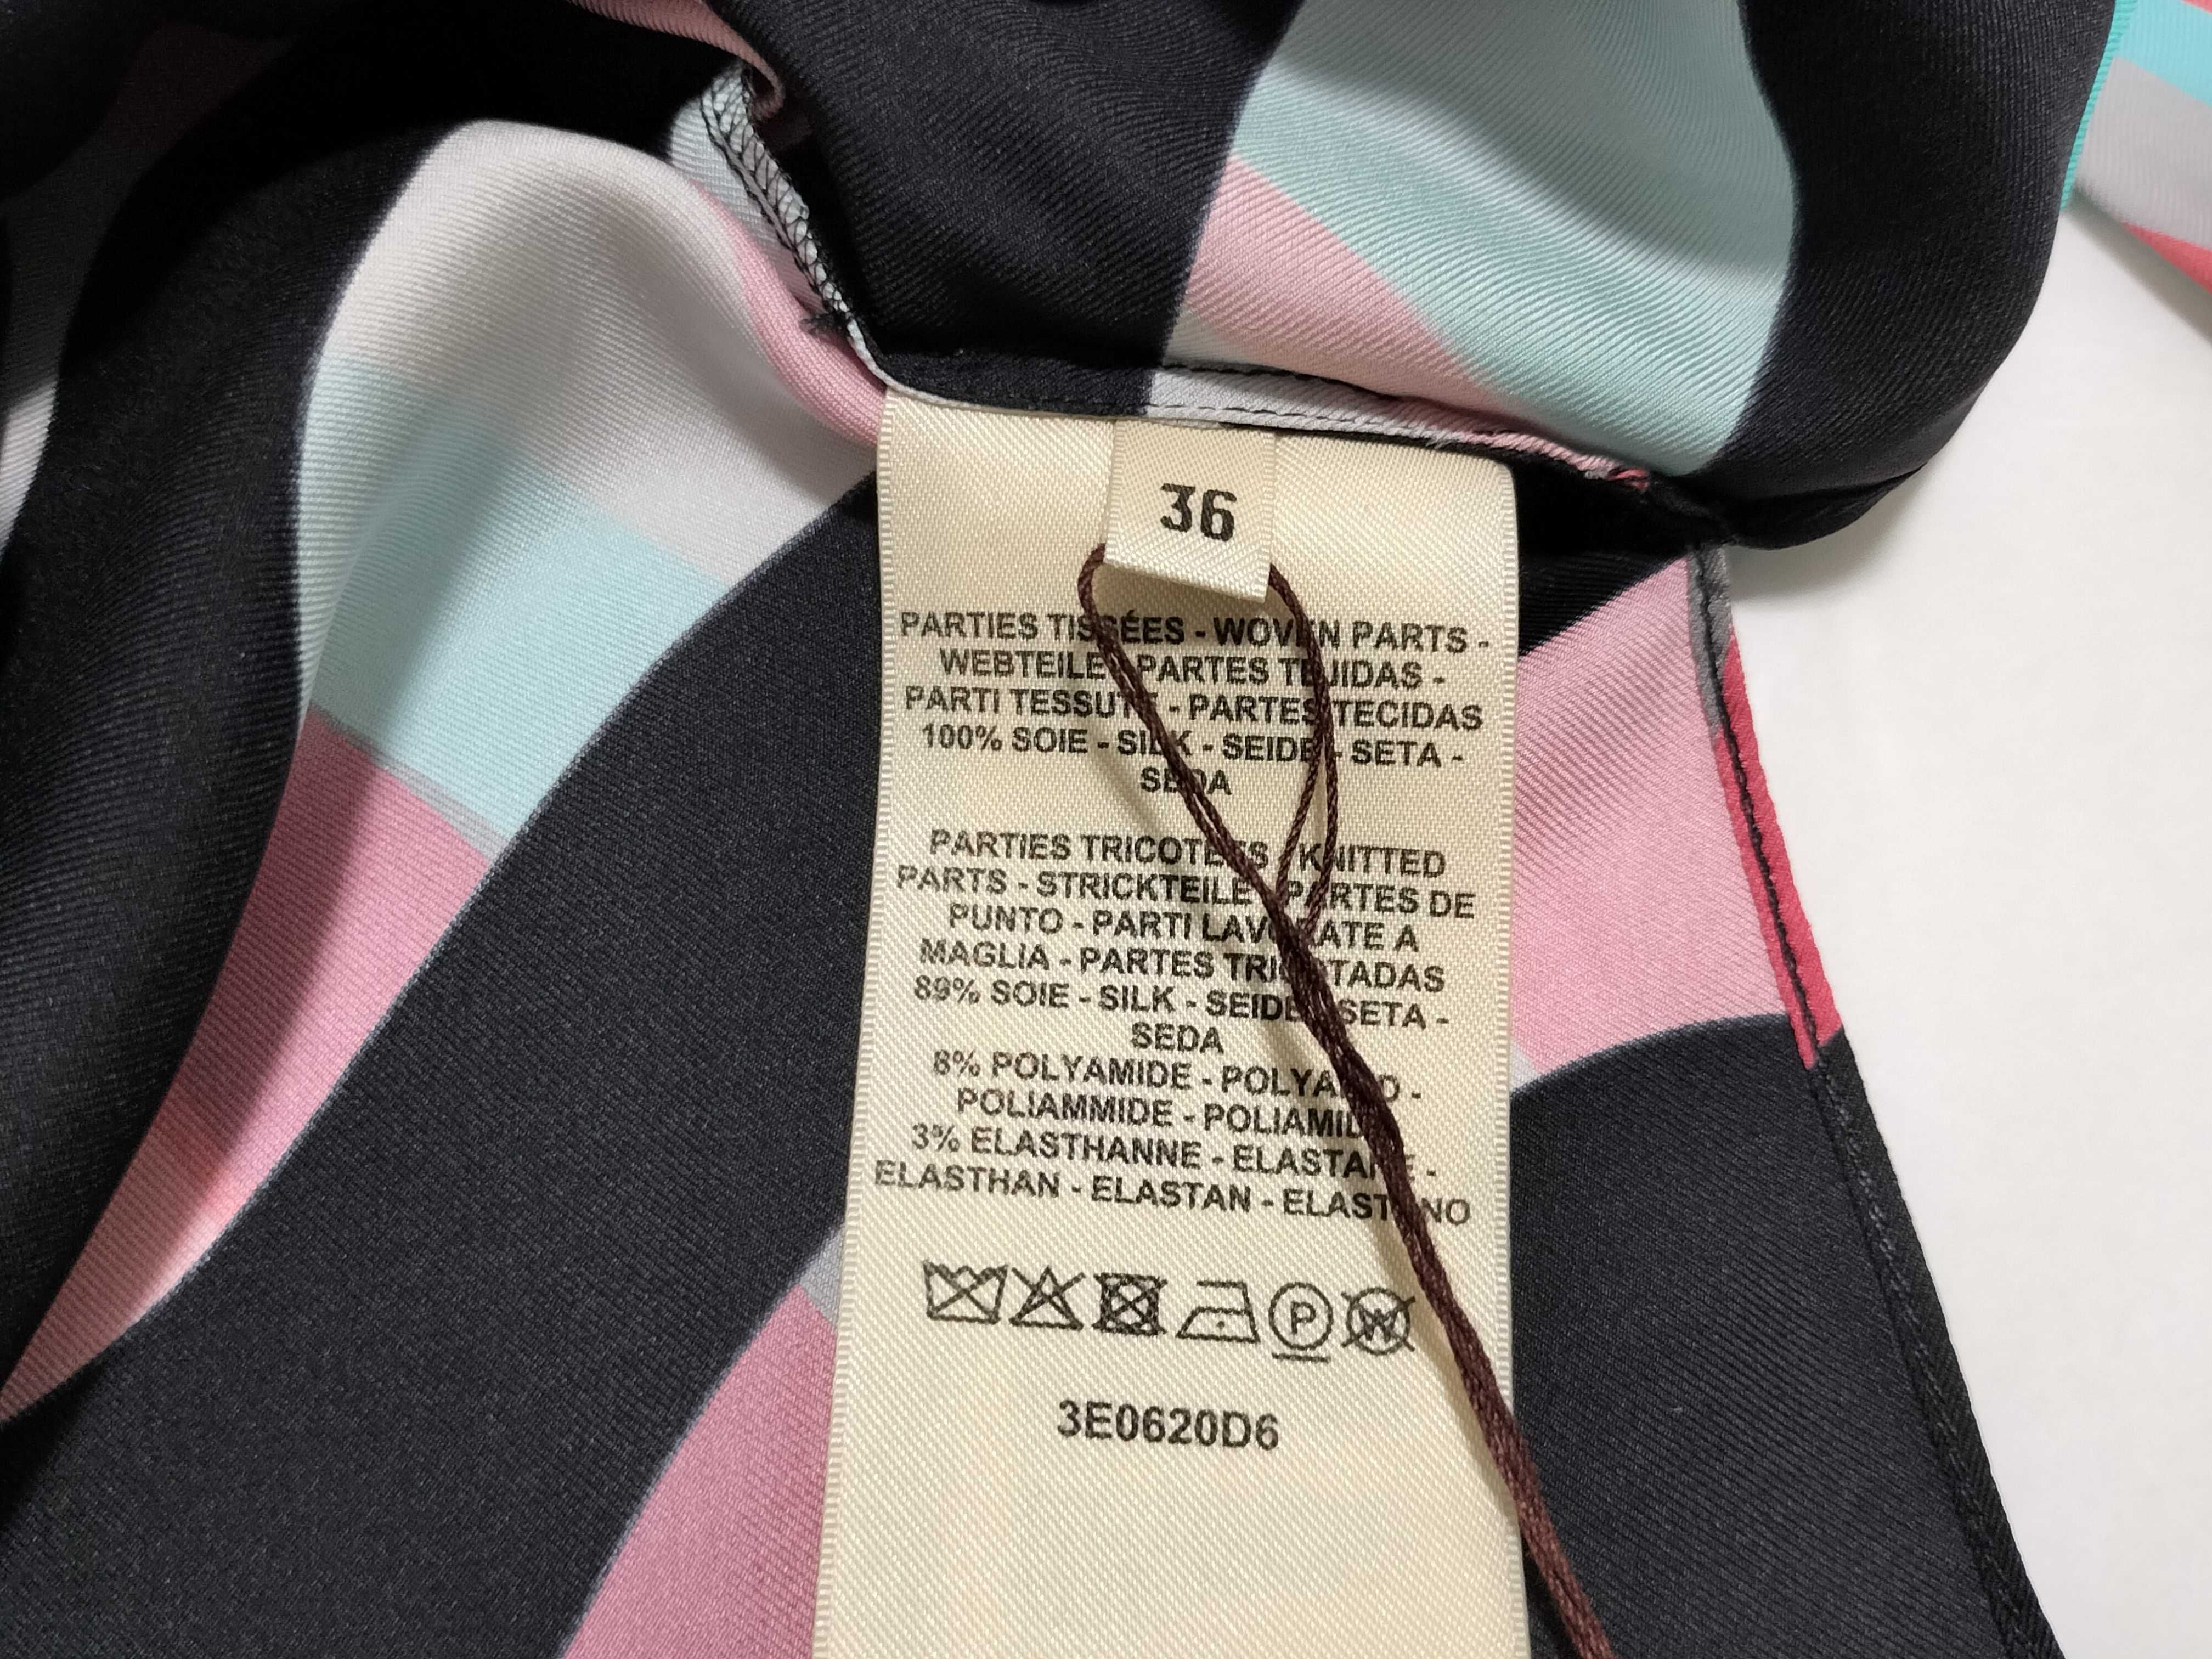 36
PARTIES TISSÉES - WOVEN PARTS -
WEBTEILE - PARTES TEJIDAS -
PARTI TESSUTE - PARTES TECIDAS
100% SOIE - SILK - SEIDE - SETA -
SEDA
PARTIES TRICOTÉES - KNITTED
PARTS - STRICKTEILE - PARTES DE
PUNTO - PARTI LAVORATE A
MAGLIA - PARTES TRICOTADAS
89% SOIE - SILK - SEIDE - SETA -
SEDA
8% POLYAMIDE - POLYAMID -
POLIAMMIDE - POLIAMIDA
3% ELASTHANNE - ELASTANE -
ELASTHAN - ELASTAN - ELASTANO
P W
3E0620D6